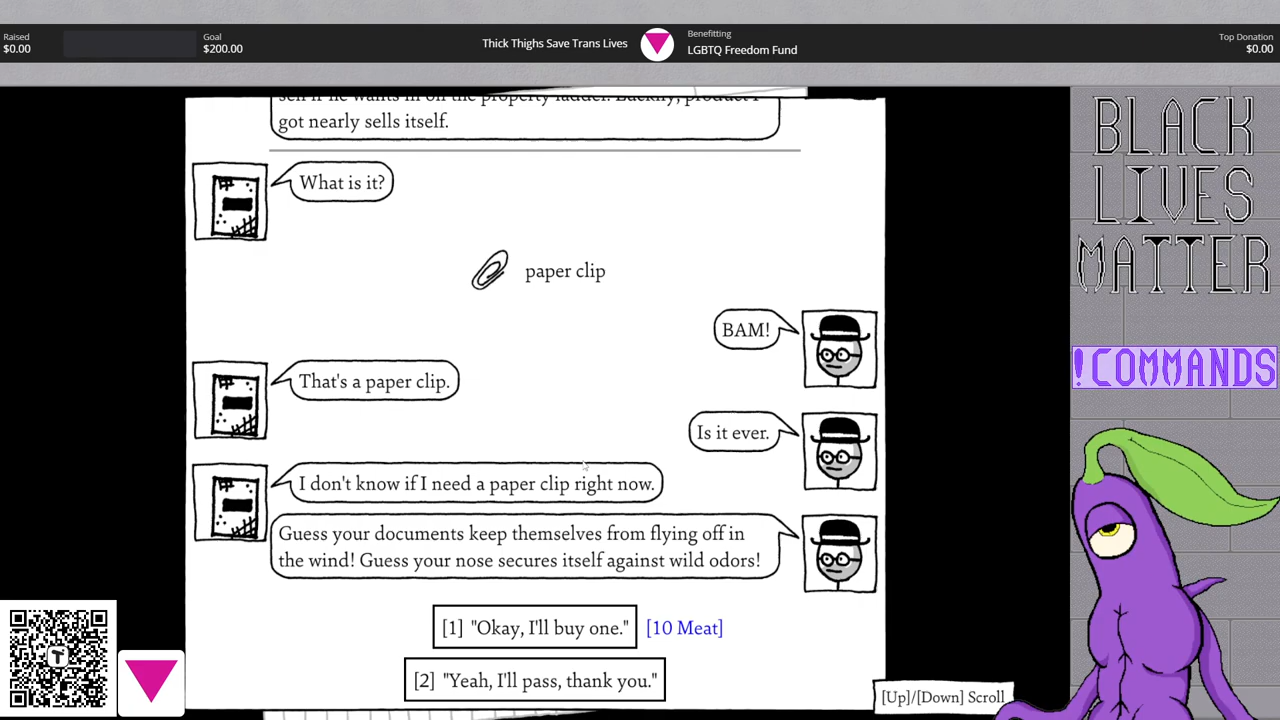 Raised
$0.00
Goal
$200.00
Thick Thighs Save Trans Lives
Benefitting
LGBTQ Freedom Fund
Top Donation
$0.00
got nearly sells itself.
What is it?
paper clip
BAM!
That's a paper clip.
Is it ever.
I don't know if I need a paper clip right now.
Guess your documents keep themselves from flying off in
the wind! Guess your nose secures itself against wild odors!
[1] "Okay, I'll buy one." [10 Meat]
[2] "Yeah, I'll pass, thank you."
[Up]/[Down] Scroll
BLACK
LIVES
MATTER
!COMMANDS
T